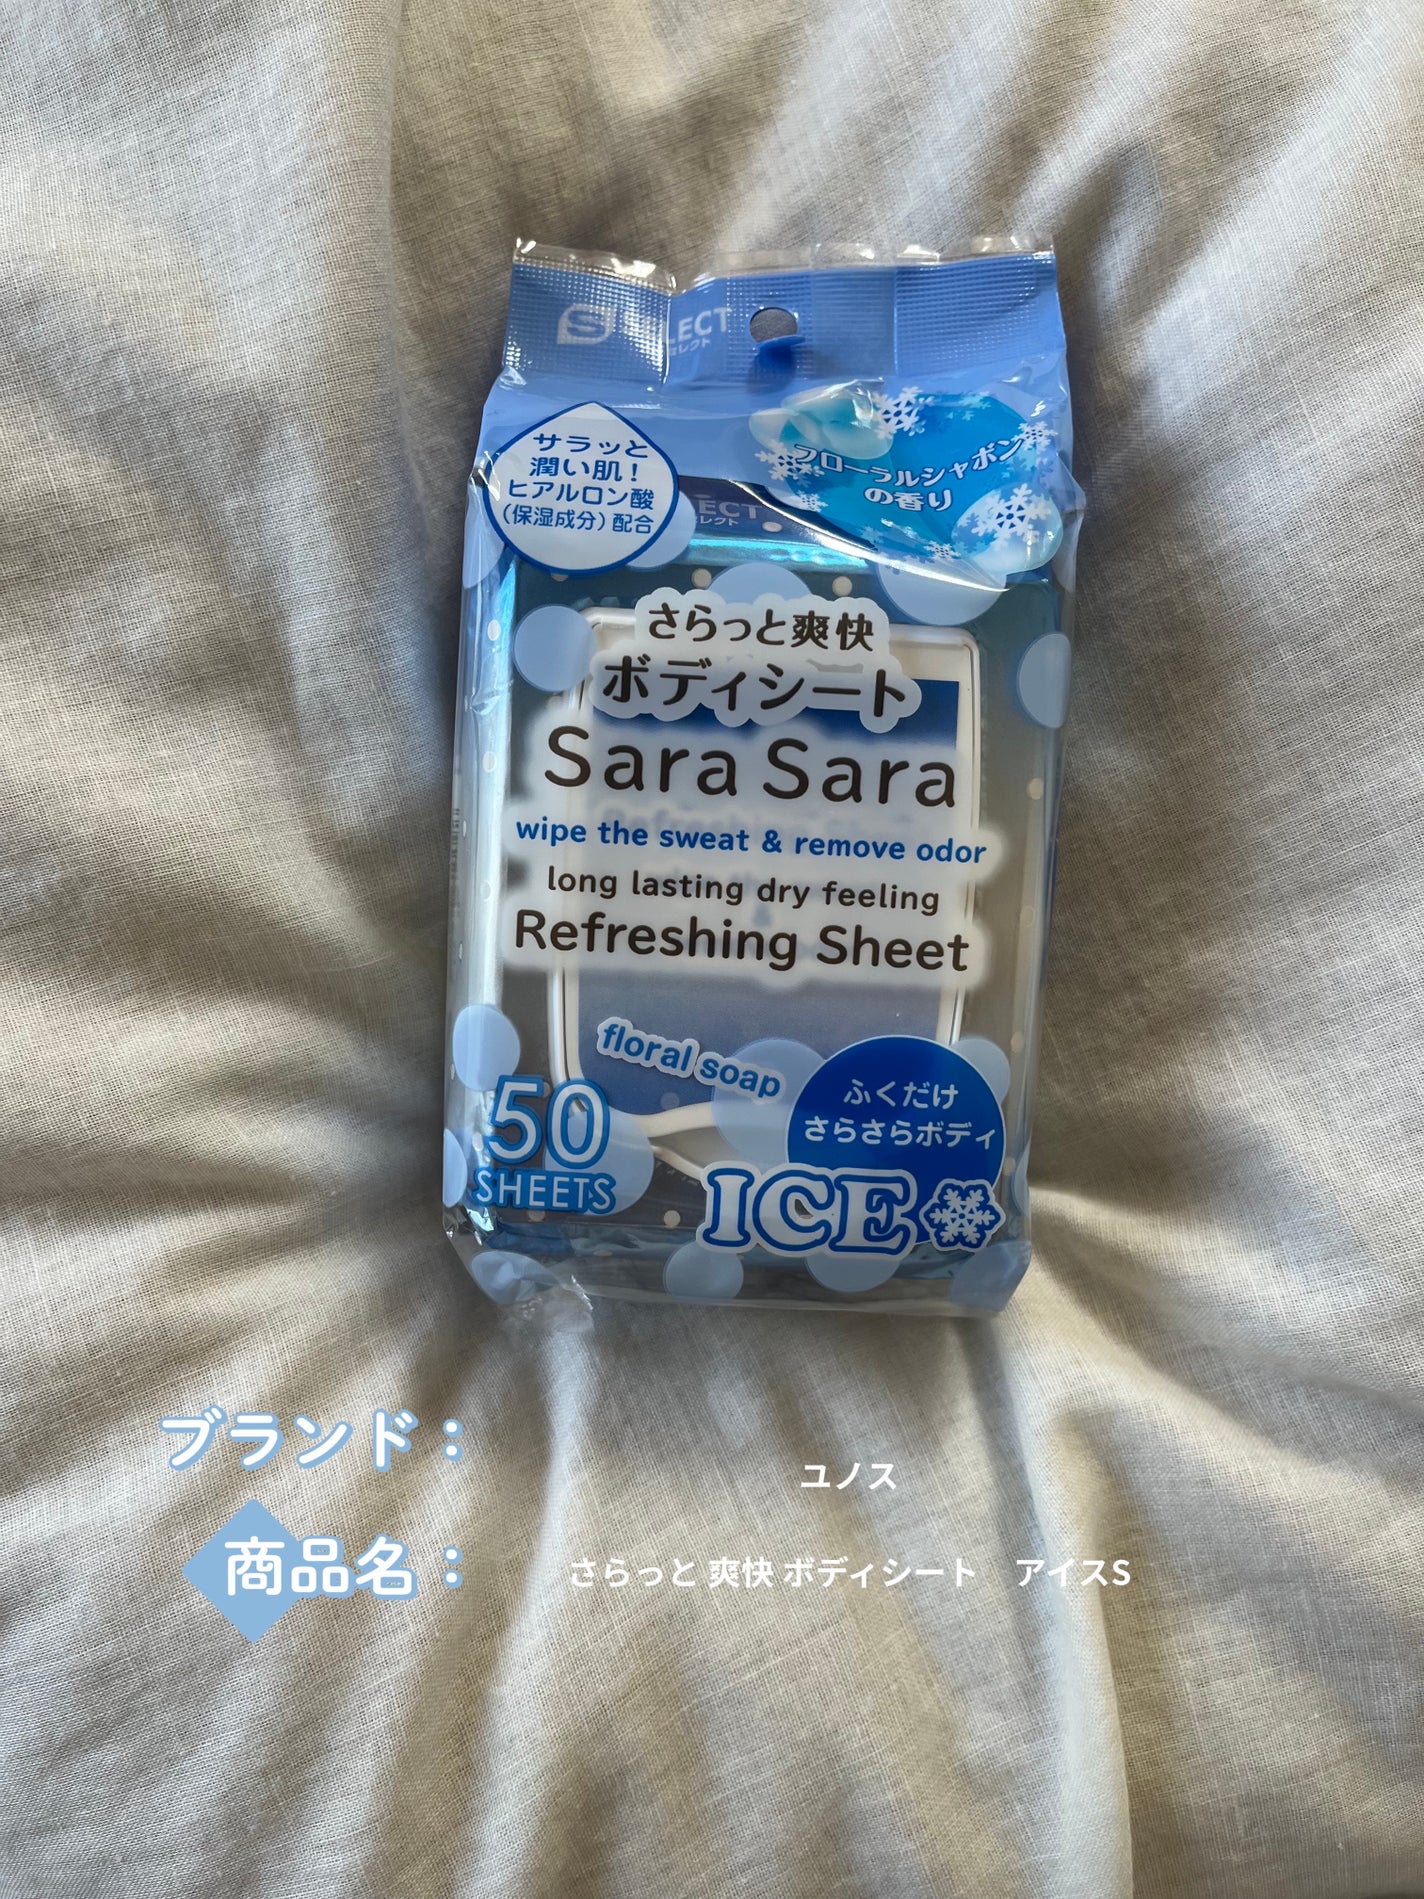 SELECT
セレクト
サラッと
潤い肌!
ヒアルロン酸
(保湿成分)配合
フローラルシャボン
の香り
さらっと爽快
ボディシート
Sara Sara
wipe the sweat & remove odor
long lasting dry feeling
Refreshing Sheet
floral soap
50
SHEETS
ふくだけ
さらさらボディ
ICE
ブランド:
ユノス
商品名:
さらっと 爽快 ボディシート　アイスS